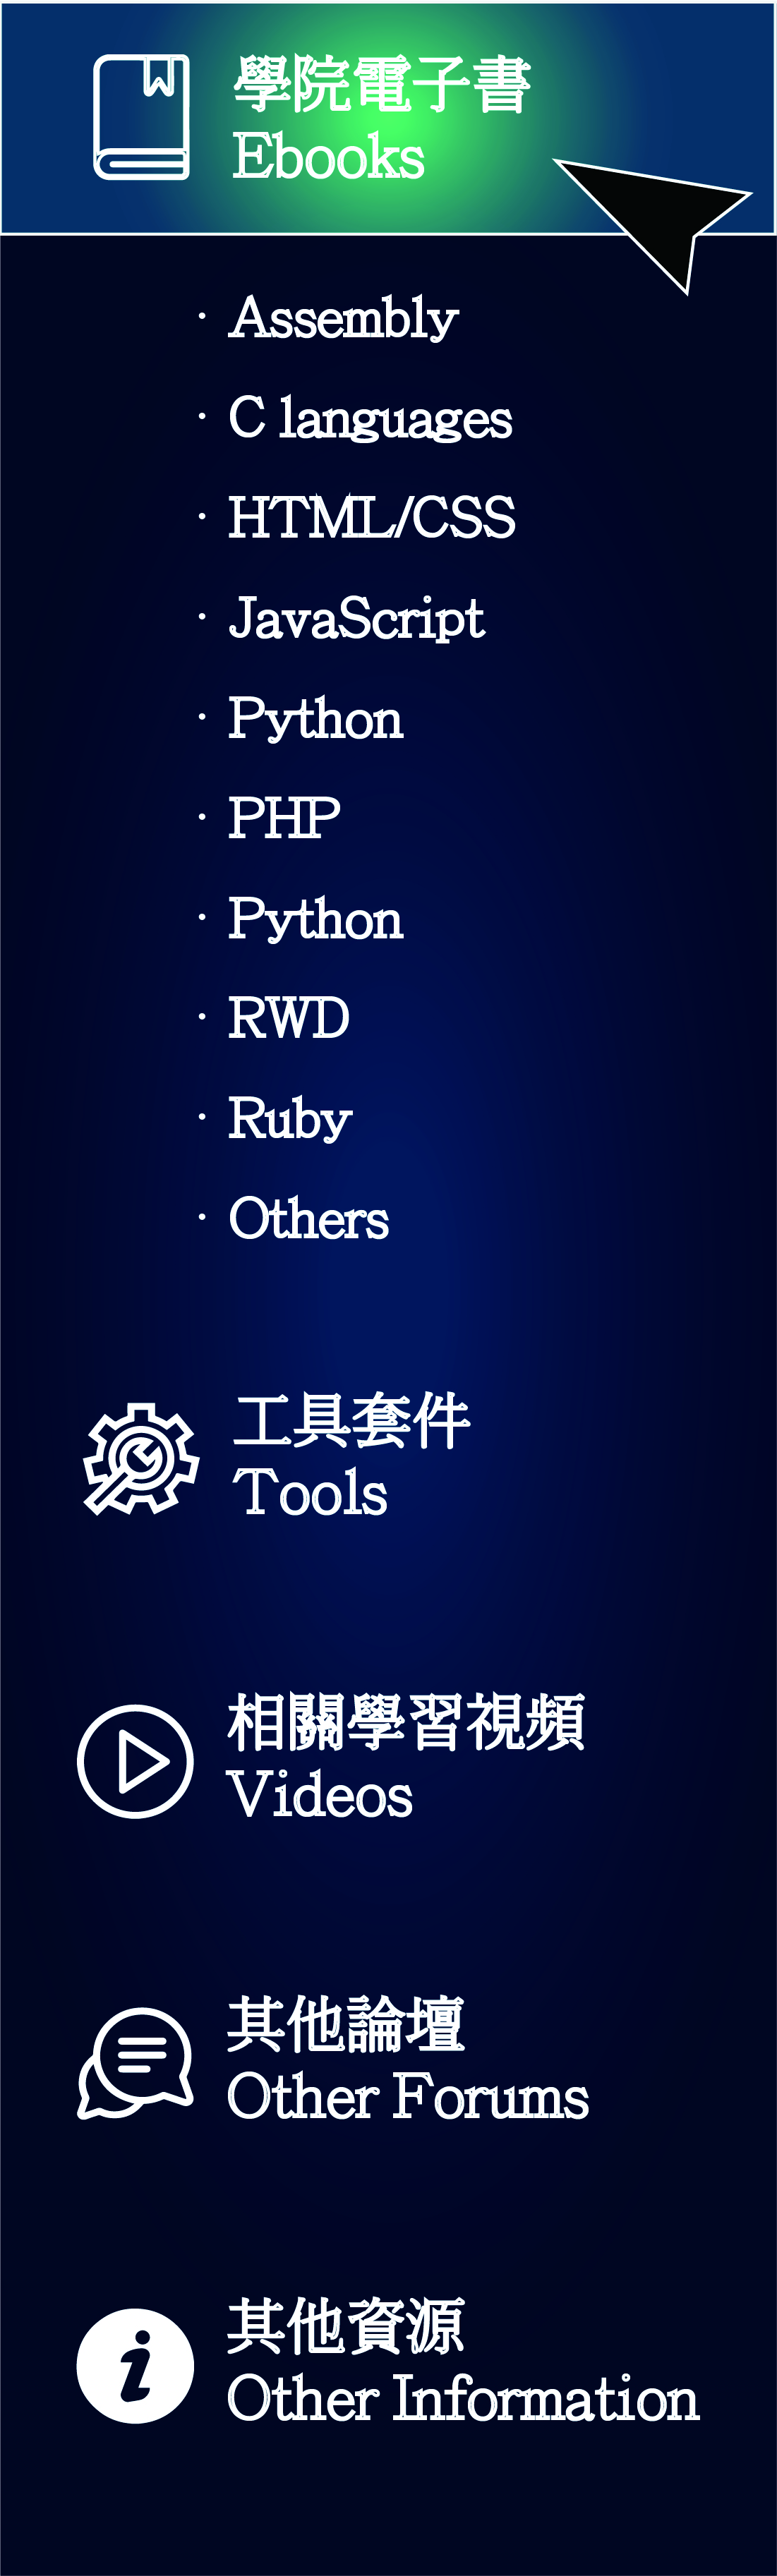 學院電子書
Ebooks
· Assembly
· C languages
· HTML/CSS
· JavaScript
· Python
· PHP
· Python
· RWD
· Ruby
· Others
工具套件
Tools
相關學習視頻
Videos
其他論壇
Other Forums
其他資源
Other Information